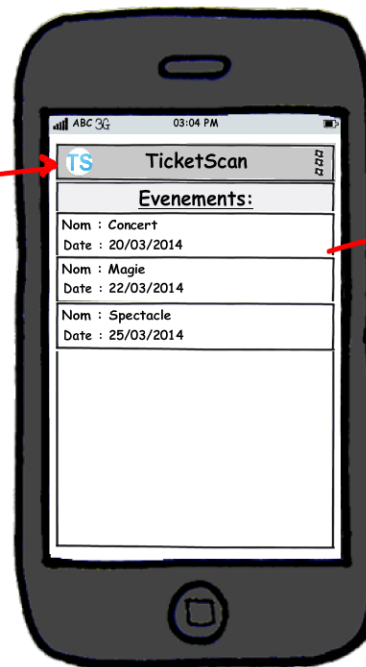 ABC 3G 03:04 PM
TS TicketScan
Evenements:
Nom : Concert
Date : 20/03/2014
Nom : Magie
Date : 22/03/2014
Nom : Spectacle
Date : 25/03/2014